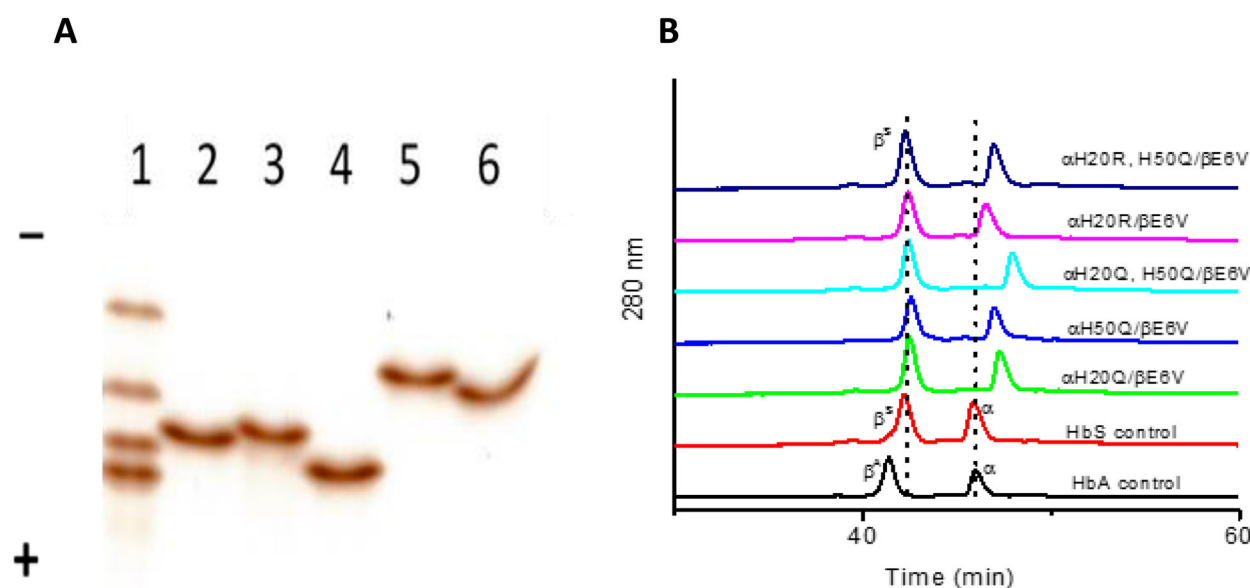 A
1 2 3 4 5 6
–
+
B
280 nm
βˢ
αH20R, H50Q/βE6V
αH20R/βE6V
αH20Q, H50Q/βE6V
αH50Q/βE6V
αH20Q/βE6V
βˢ α
HbS control
βᴬ α
HbA control
40 60
Time (min)